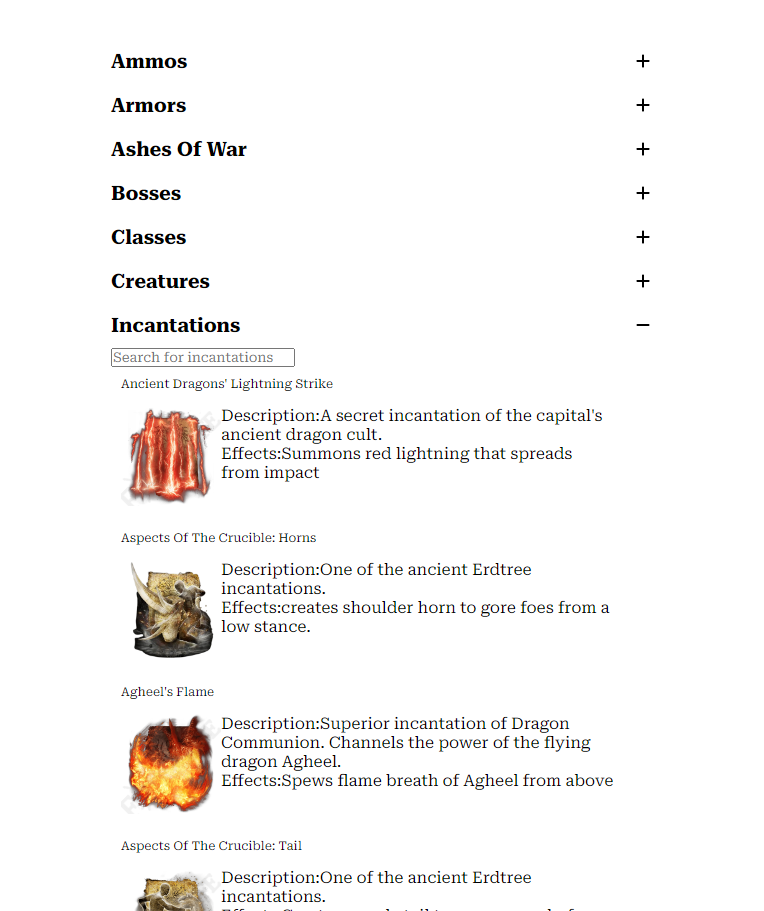 Ammos
Armors
Ashes Of War
Bosses
Classes
Creatures
Incantations
Search for incantations
Ancient Dragons' Lightning Strike
Description:A secret incantation of the capital's
ancient dragon cult.
Effects:Summons red lightning that spreads
from impact
Aspects Of The Crucible: Horns
Description:One of the ancient Erdtree
incantations.
Effects:creates shoulder horn to gore foes from a
low stance.
Agheel's Flame
Description:Superior incantation of Dragon
Communion. Channels the power of the flying
dragon Agheel.
Effects:Spews flame breath of Agheel from above
Aspects Of The Crucible: Tail
Description:One of the ancient Erdtree
incantations.